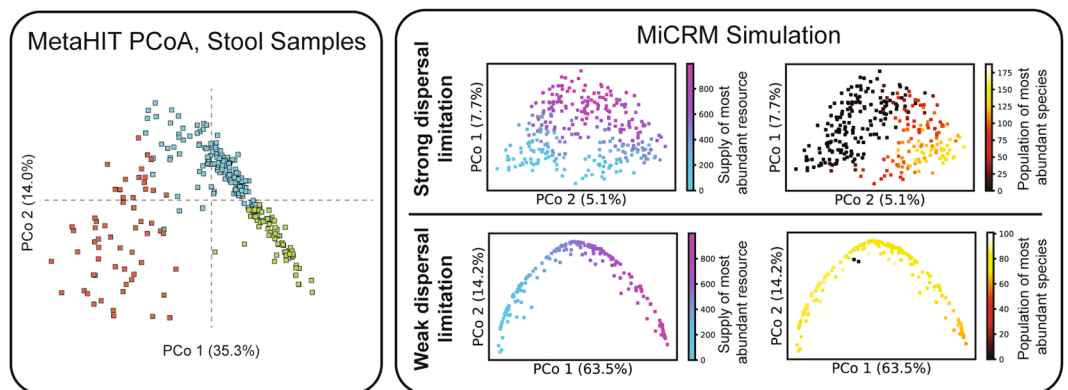 MetaHIT PCoA, Stool Samples
PCo 2 (14.0%)
PCo 1 (35.3%)
MiCRM Simulation
Strong dispersal
limitation
PCo 1 (7.7%)
PCo 2 (5.1%)
800
600
400
200
0
Supply of most
abundant resource
PCo 1 (7.7%)
PCo 2 (5.1%)
175
150
125
100
75
50
25
0
Population of most
abundant species
Weak dispersal
limitation
PCo 2 (14.2%)
PCo 1 (63.5%)
800
600
400
200
0
Supply of most
abundant resource
PCo 2 (14.2%)
PCo 1 (63.5%)
100
80
60
40
20
0
Population of most
abundant species